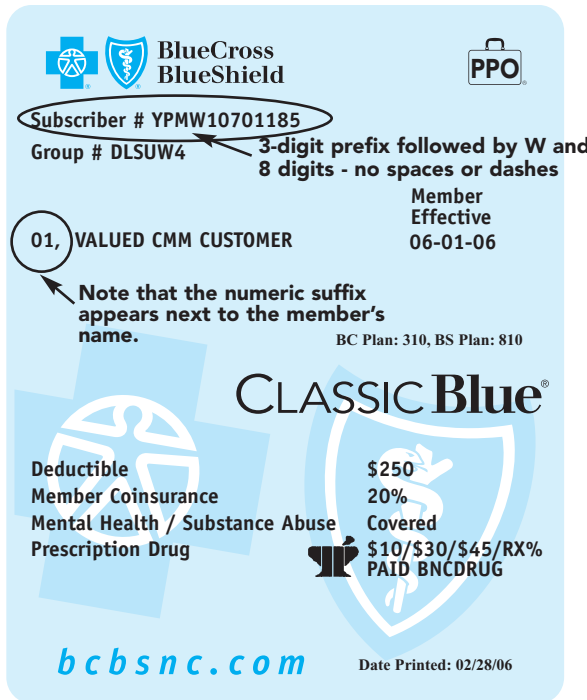 BlueCross
BlueShield
PPO
Subscriber # YPMW10701185
Group # DLSUW4
3-digit prefix followed by W and
8 digits - no spaces or dashes
Member
Effective
06-01-06
01, VALUED CMM CUSTOMER
Note that the numeric suffix
appears next to the member's
name.
BC Plan: 310, BS Plan: 810
CLASSIC Blue®
Deductible $250
Member Coinsurance 20%
Mental Health / Substance Abuse Covered
Prescription Drug $10/$30/$45/RX%
PAID BNCDRUG
bcbsnc.com
Date Printed: 02/28/06